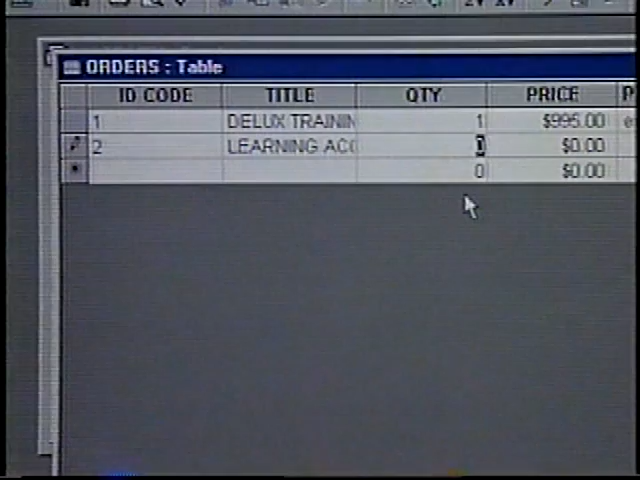 ORDERS : Table
ID CODE TITLE QTY PRICE P
1 DELUX TRAININ 1 $995.00 e
2 LEARNING ACC 0 $0.00
0 $0.00